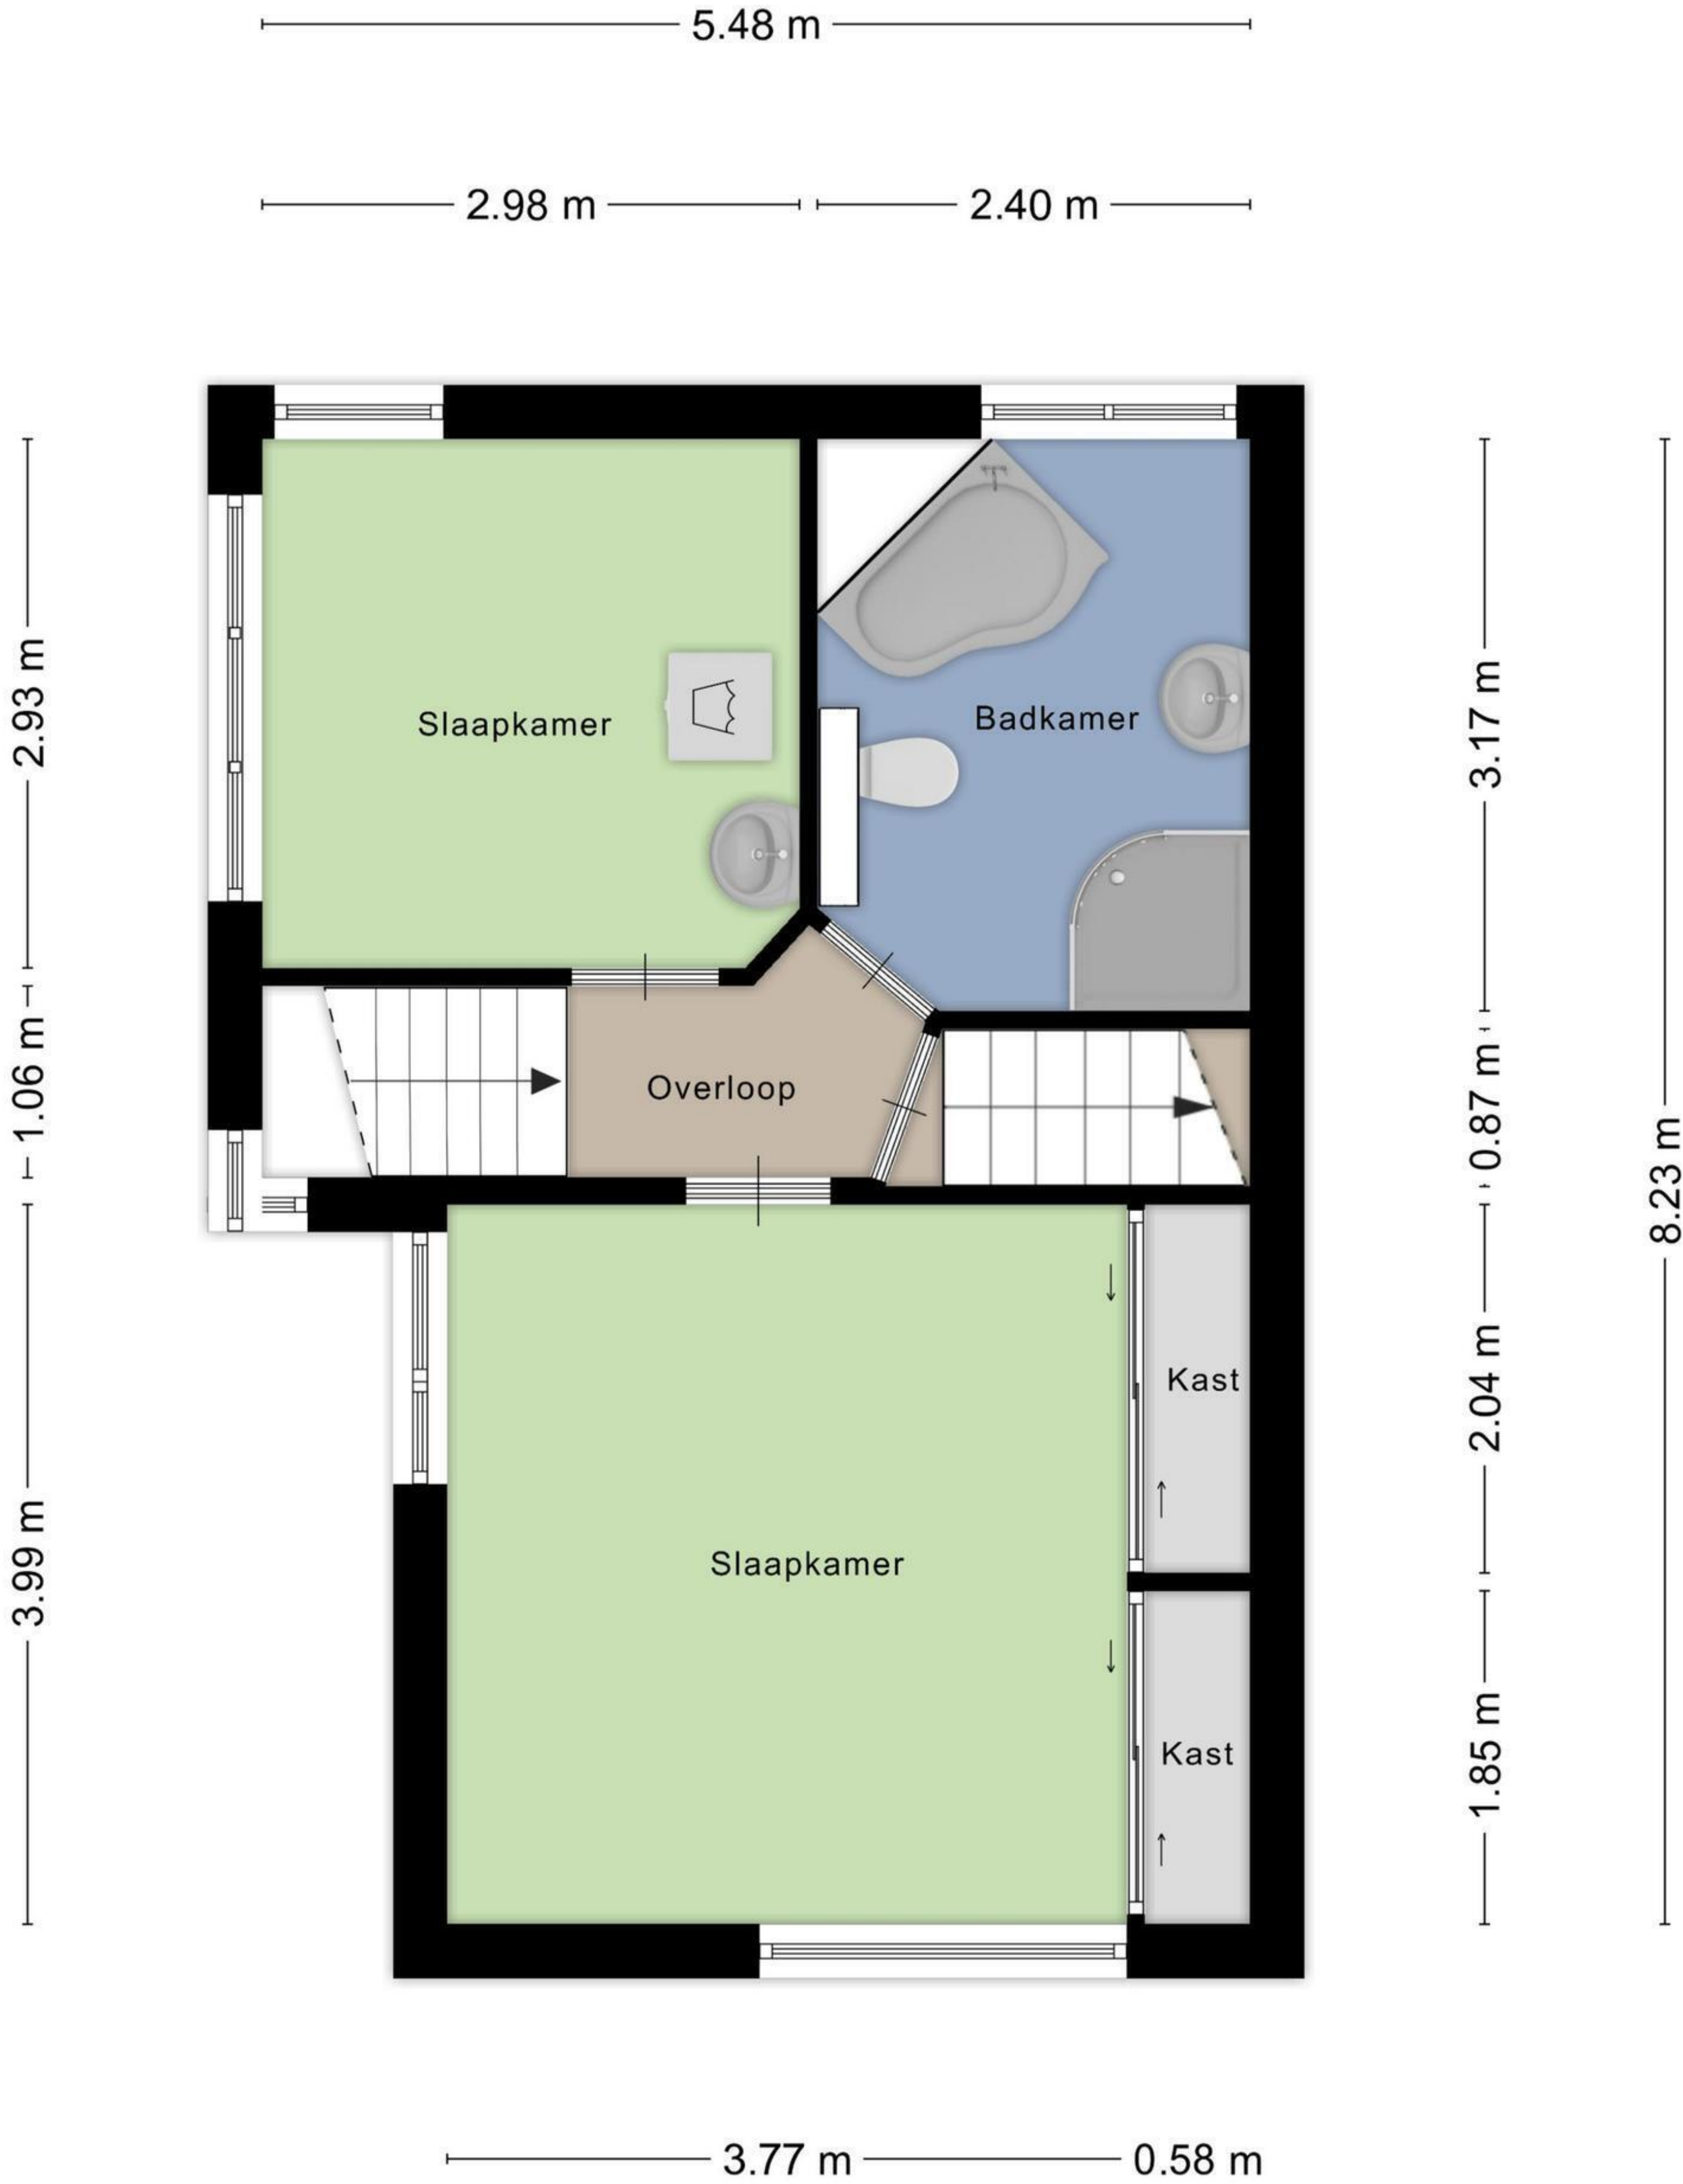 5.48 m
2.98 m
2.40 m
2.93 m
Slaapkamer
Badkamer
3.17 m
1.06 m
Overloop
0.87 m
8.23 m
Kast
2.04 m
3.99 m
Slaapkamer
Kast
1.85 m
3.77 m
0.58 m